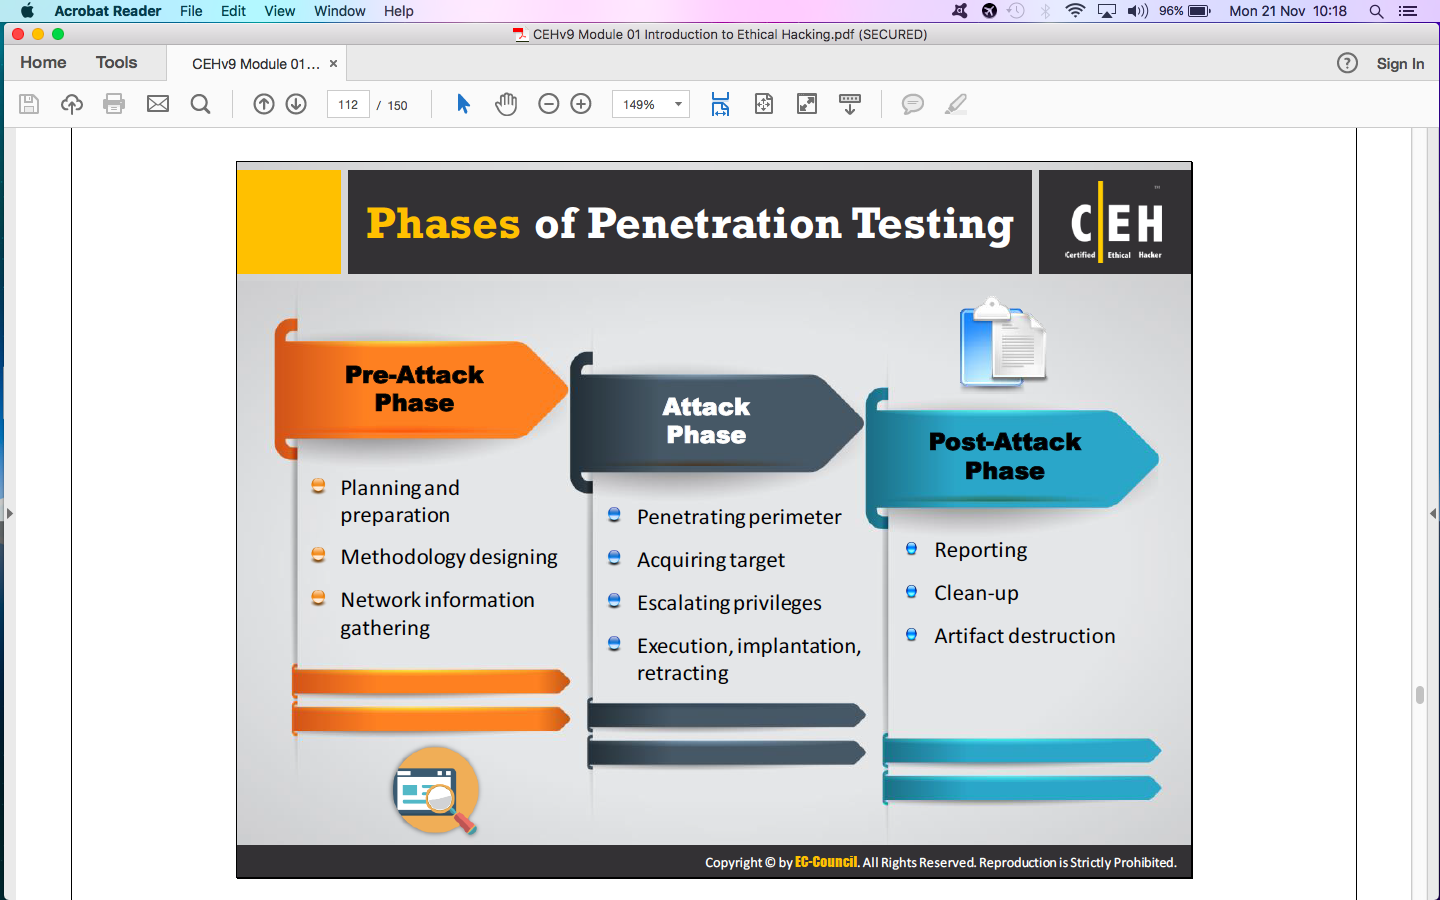 Acrobat Reader File Edit View Window Help 96% Mon 21 Nov 10:18
CEHv9 Module 01 Introduction to Ethical Hacking.pdf (SECURED)
Home Tools CEHv9 Module 01... × ? Sign In
112 / 150 149%
Phases of Penetration Testing
C EH
TM
Certified Ethical Hacker
Pre-Attack
Phase
Planning and
preparation
Methodology designing
Network information
gathering
Attack
Phase
Penetrating perimeter
Acquiring target
Escalating privileges
Execution, implantation,
retracting
Post-Attack
Phase
Reporting
Clean-up
Artifact destruction
Copyright © by EC-Council. All Rights Reserved. Reproduction is Strictly Prohibited.